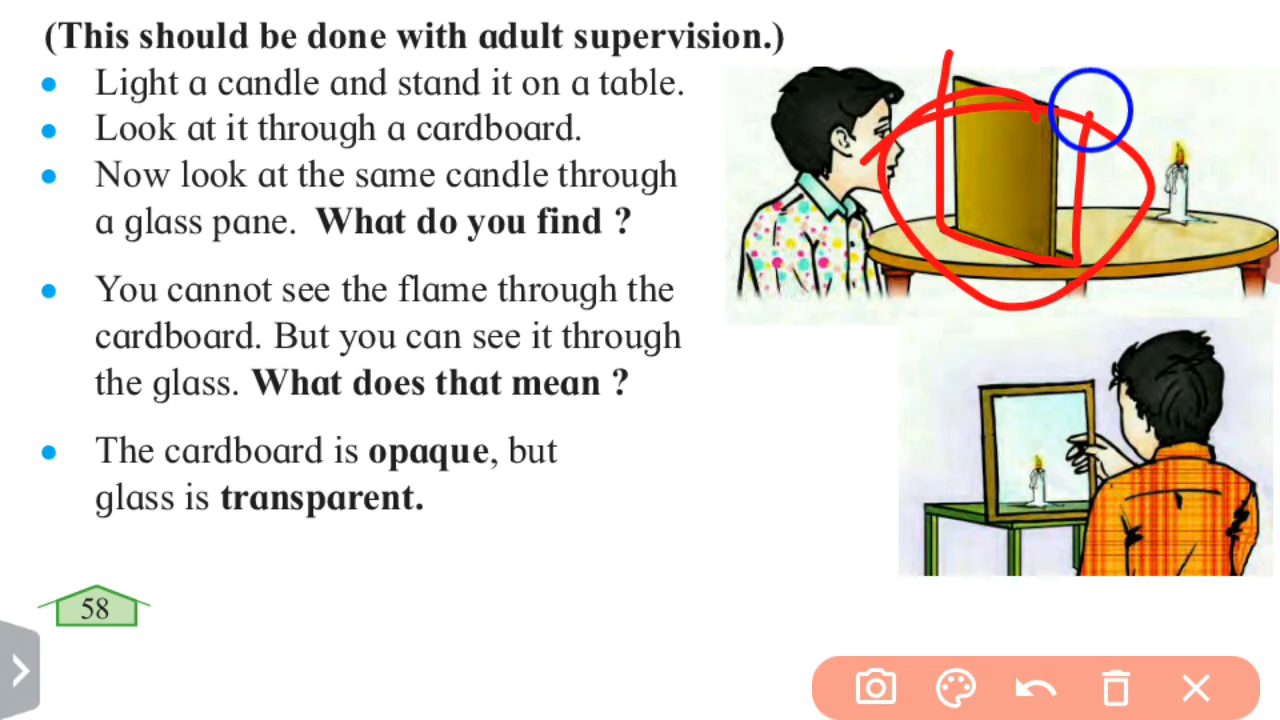 (This should be done with adult supervision.)
● Light a candle and stand it on a table.
● Look at it through a cardboard.
● Now look at the same candle through
a glass pane. What do you find ?
● You cannot see the flame through the
cardboard. But you can see it through
the glass. What does that mean ?
● The cardboard is opaque, but
glass is transparent.
58